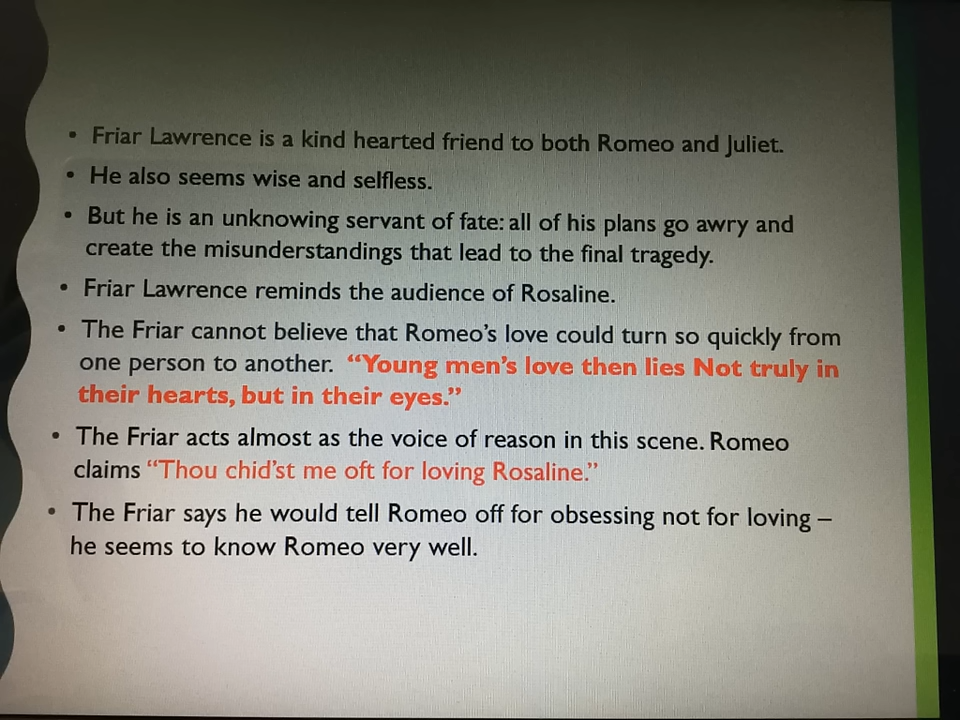 • Friar Lawrence is a kind hearted friend to both Romeo and Juliet.
• He also seems wise and selfless.
• But he is an unknowing servant of fate: all of his plans go awry and
create the misunderstandings that lead to the final tragedy.
• Friar Lawrence reminds the audience of Rosaline.
• The Friar cannot believe that Romeo’s love could turn so quickly from
one person to another. “Young men’s love then lies Not truly in
their hearts, but in their eyes.”
• The Friar acts almost as the voice of reason in this scene. Romeo
claims “Thou chid’st me oft for loving Rosaline.”
• The Friar says he would tell Romeo off for obsessing not for loving –
he seems to know Romeo very well.